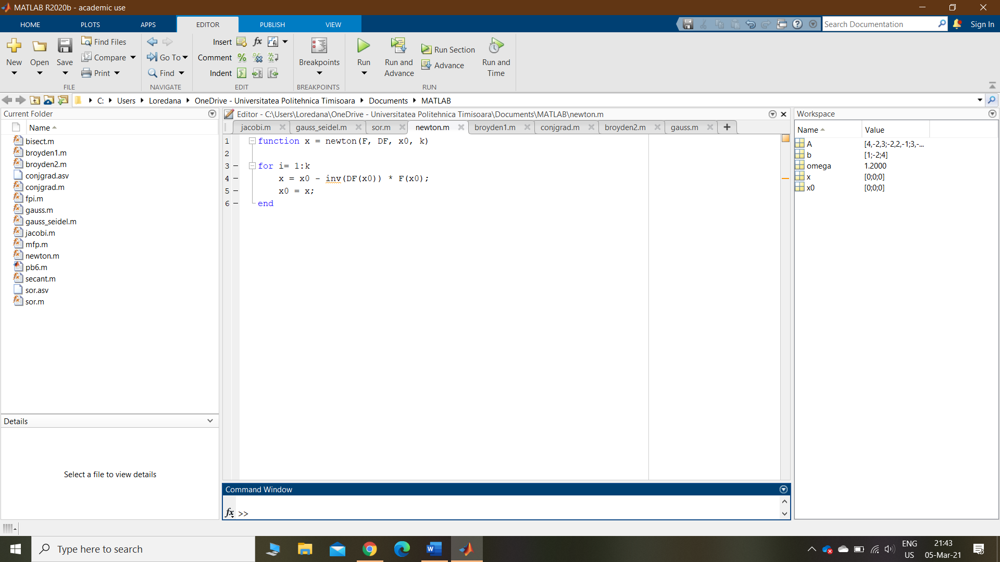 MATLAB R2020b - academic use
HOME PLOTS APPS EDITOR PUBLISH VIEW Search Documentation Sign In
New Open Save Find Files Compare Print
FILE
Go To Find
NAVIGATE
Insert fx
Comment
Indent
EDIT
Breakpoints
BREAKPOINTS
Run Run and Advance Run Section Advance Run and Time
RUN
C: Users Loredana OneDrive - Universitatea Politehnica Timisoara Documents MATLAB
Current Folder
Name
bisect.m
broyden1.m
broyden2.m
conjgrad.asv
conjgrad.m
fpi.m
gauss.m
gauss_seidel.m
jacobi.m
mfp.m
newton.m
pb6.m
secant.m
sor.asv
sor.m
Details
Select a file to view details
Editor - C:\Users\Loredana\OneDrive - Universitatea Politehnica Timisoara\Documents\MATLAB\newton.m
jacobi.m gauss_seidel.m sor.m newton.m broyden1.m conjgrad.m broyden2.m gauss.m
1 function x = newton(F, DF, x0, k)
2
3 for i= 1:k
4 x = x0 - inv(DF(x0)) * F(x0);
5 x0 = x;
6 end
Command Window
fx >>
Workspace
Name Value
A [4,-2,3;-2,2,-1;3,-...
b [1;-2;4]
omega 1.2000
x [0;0;0]
x0 [0;0;0]
Type here to search
ENG
US
21:43
05-Mar-21